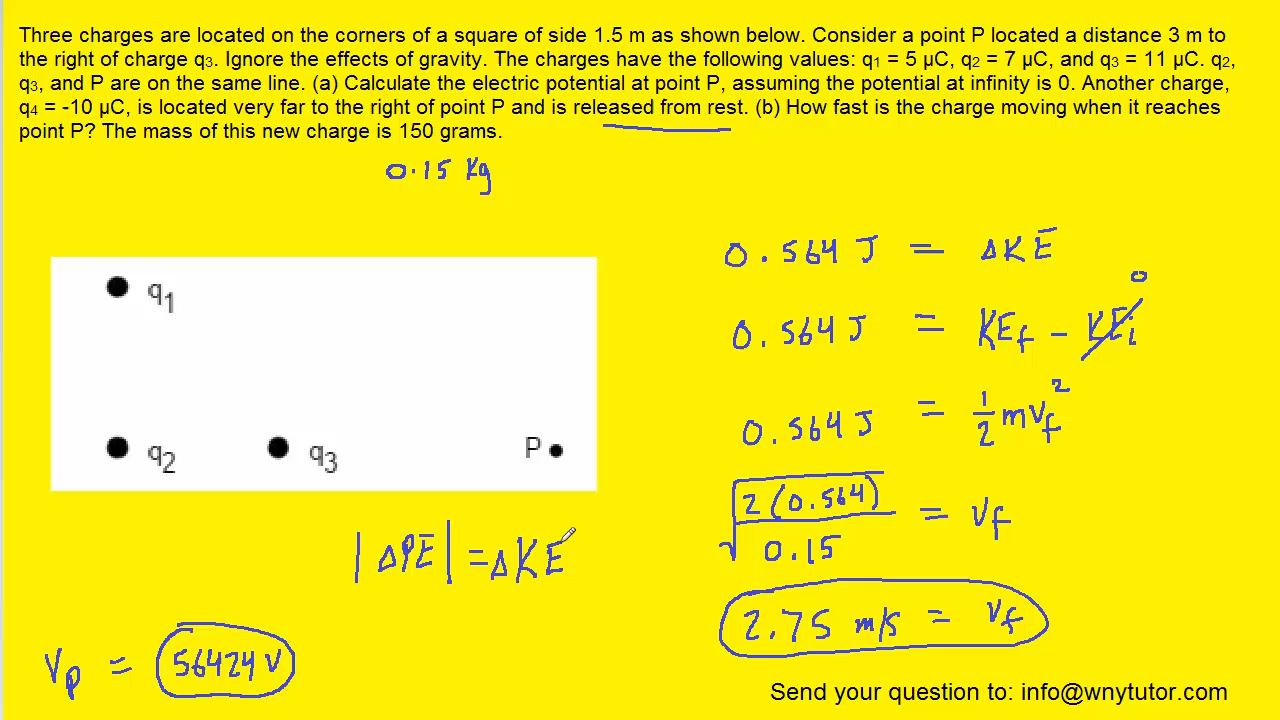 Three charges are located on the corners of a square of side 1.5 m as shown below. Consider a point P located a distance 3 m to
the right of charge q3. Ignore the effects of gravity. The charges have the following values: q1 = 5 µC, q2 = 7 µC, and q3 = 11 µC. q2,
q3, and P are on the same line. (a) Calculate the electric potential at point P, assuming the potential at infinity is 0. Another charge,
q4 = -10 µC, is located very far to the right of point P and is released from rest. (b) How fast is the charge moving when it reaches
point P? The mass of this new charge is 150 grams.
0.15 Kg
q1
q2
q3
P
|ΔPE| = ΔKE
Vp = 56424 V
0.564 J = ΔKE
0
0.564 J = KEf - KEi
0.564 J = 1/2 mvf^2
√(2(0.564)/0.15) = vf
2.75 m/s = vf
Send your question to: info@wnytutor.com